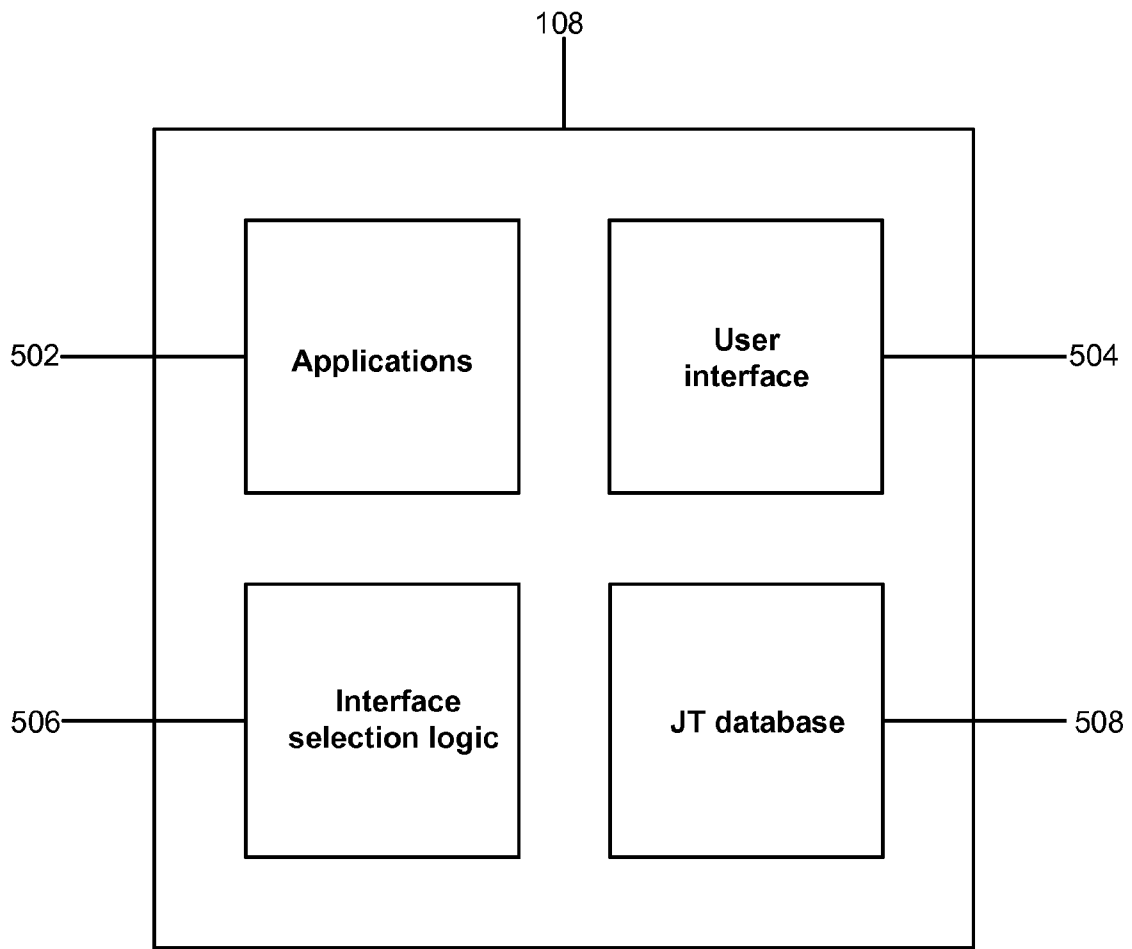 108
502
Applications
User
interface
504
506
Interface
selection logic
JT database
508